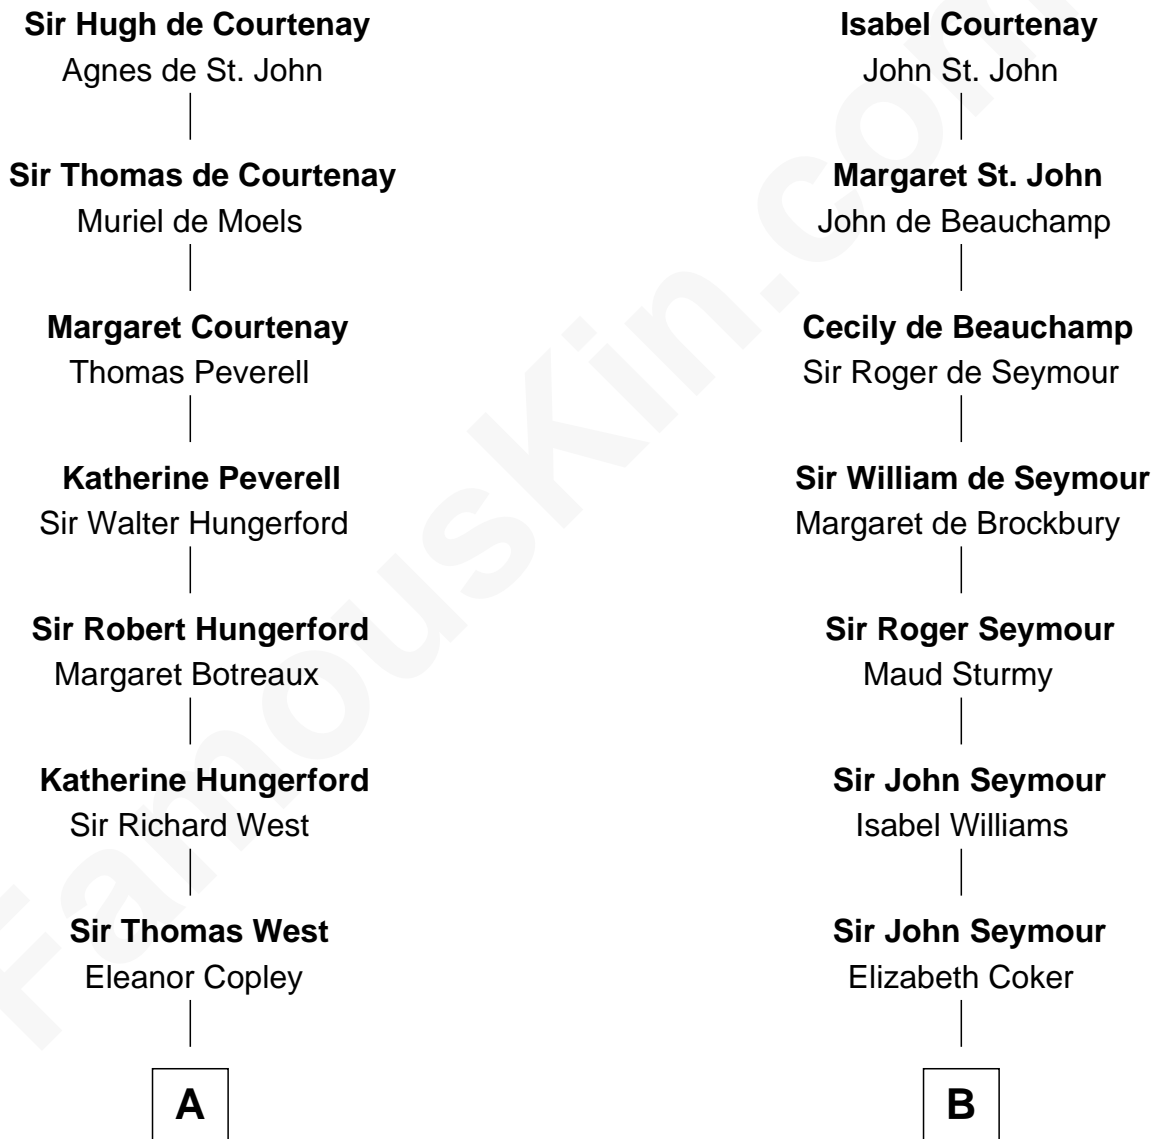 Sir Hugh de Courtenay
Agnes de St. John
Sir Thomas de Courtenay
Muriel de Moels
Margaret Courtenay
Thomas Peverell
Katherine Peverell
Sir Walter Hungerford
Sir Robert Hungerford
Margaret Botreaux
Katherine Hungerford
Sir Richard West
Sir Thomas West
Eleanor Copley
A
Isabel Courtenay
John St. John
Margaret St. John
John de Beauchamp
Cecily de Beauchamp
Sir Roger de Seymour
Sir William de Seymour
Margaret de Brockbury
Sir Roger Seymour
Maud Sturmy
Sir John Seymour
Isabel Williams
Sir John Seymour
Elizabeth Coker
B
FamousKin.com